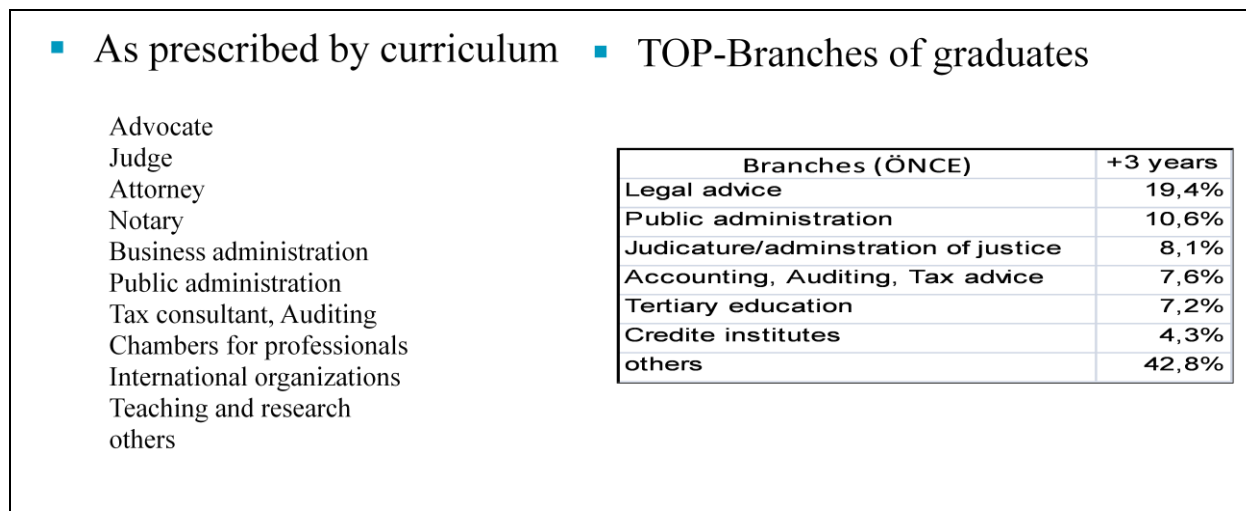 As prescribed by curriculum
Advocate
Judge
Attorney
Notary
Business administration
Public administration
Tax consultant, Auditing
Chambers for professionals
International organizations
Teaching and research
others
TOP-Branches of graduates
Branches (ÖNCE) +3 years
Legal advice 19,4%
Public administration 10,6%
Judicature/adminstration of justice 8,1%
Accounting, Auditing, Tax advice 7,6%
Tertiary education 7,2%
Credite institutes 4,3%
others 42,8%